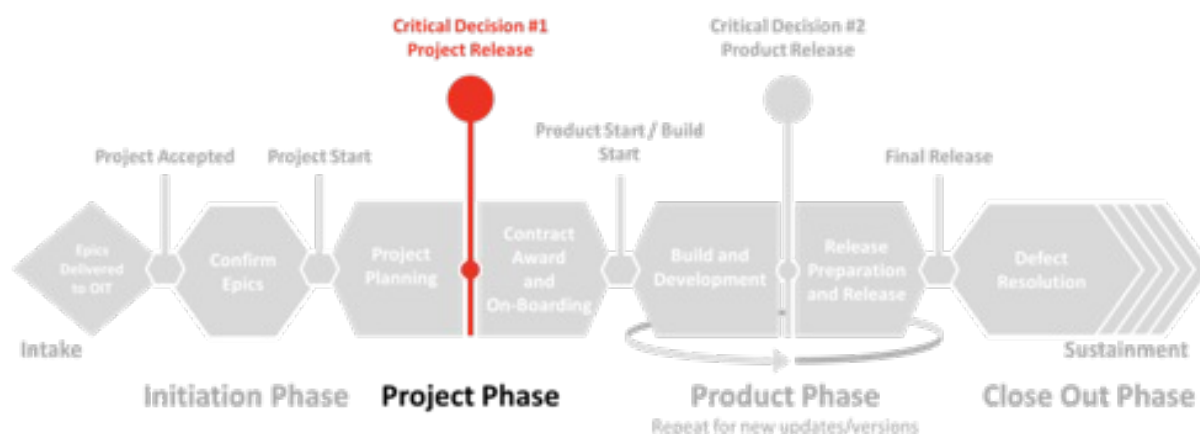 Critical Decision #1
Project Release
Critical Decision #2
Product Release
Project Accepted
Project Start
Product Start / Build
Start
Final Release
Epics
Delivered
to OIT
Confirm
Epics
Project
Planning
Contract
Award
and
On-Boarding
Build and
Development
Release
Preparation
and Release
Defect
Resolution
Intake
Sustainment
Initiation Phase
Project Phase
Product Phase
Repeat for new updates/versions
Close Out Phase